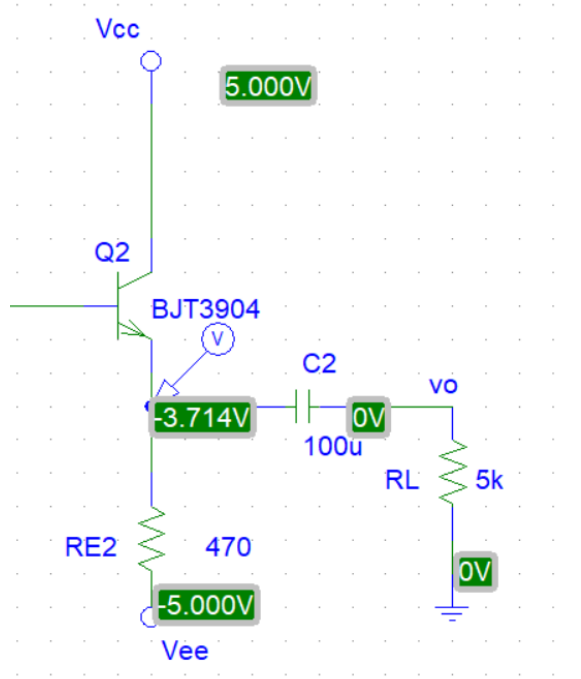 Vcc
5.000V
Q2
BJT3904
V
C2
vo
-3.714V
0V
100u
RL
5k
RE2
470
0V
-5.000V
Vee